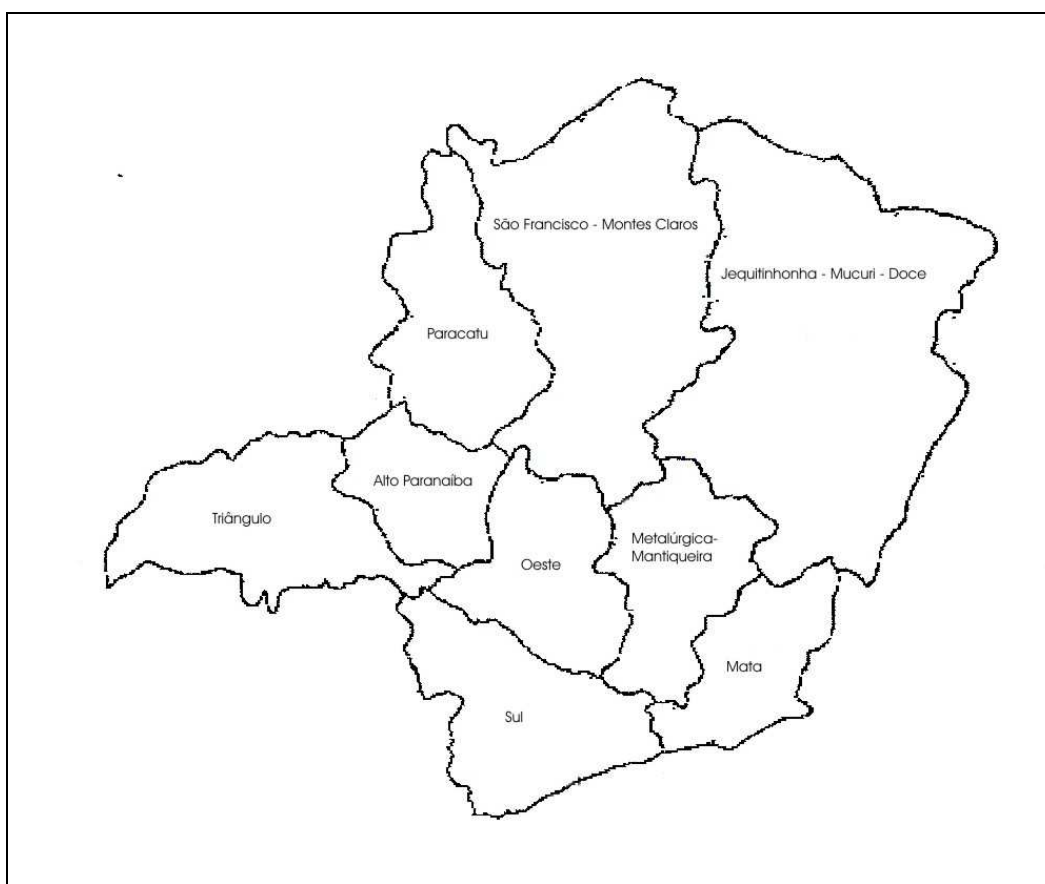 São Francisco - Montes Claros
Jequitinhonha - Mucuri - Doce
Paracatu
Alto Paranaíba
Triângulo
Metalúrgica-
Mantiqueira
Oeste
Mata
Sul